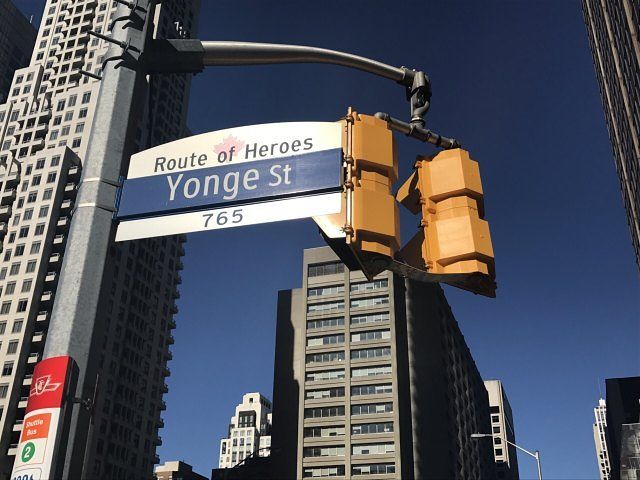 Route of Heroes
Yonge St
765
Shuttle
Bus
2